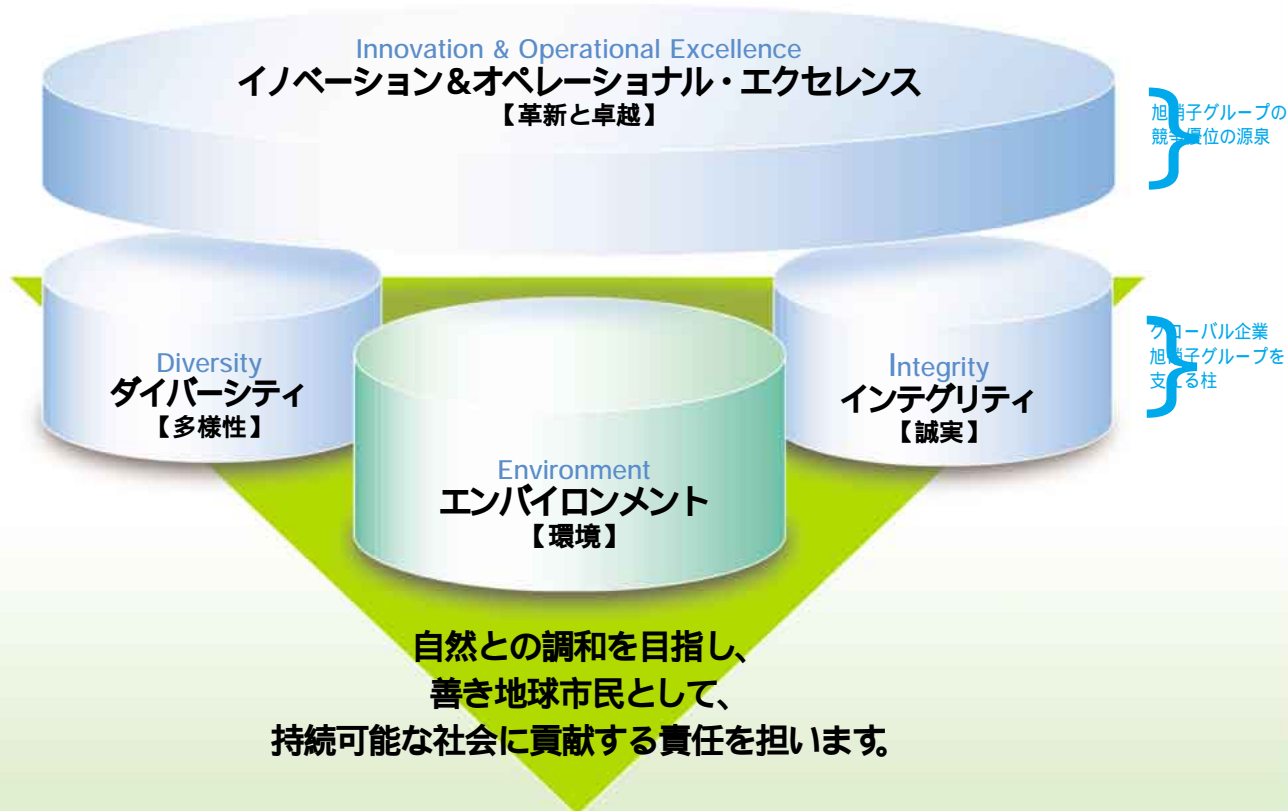 Innovation & Operational Excellence
イノベーション&オペレーショナル・エクセレンス
【革新と卓越】
旭硝子グループの
競争優位の源泉
Diversity
ダイバーシティ
【多様性】
Environment
エンバイロンメント
【環境】
Integrity
インテグリティ
【誠実】
グローバル企業
旭硝子グループを
支える柱
自然との調和を目指し、
善き地球市民として、
持続可能な社会に貢献する責任を担います。